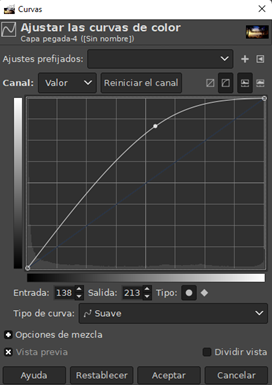 Curvas
Ajustar las curvas de color
Capa pegada-4 ([Sin nombre])
Ajustes prefijados:
Canal: Valor Reiniciar el canal
Entrada: 138 Salida: 213 Tipo:
Tipo de curva: Suave
Opciones de mezcla
Vista previa Dividir vista
Ayuda Restablecer Aceptar Cancelar